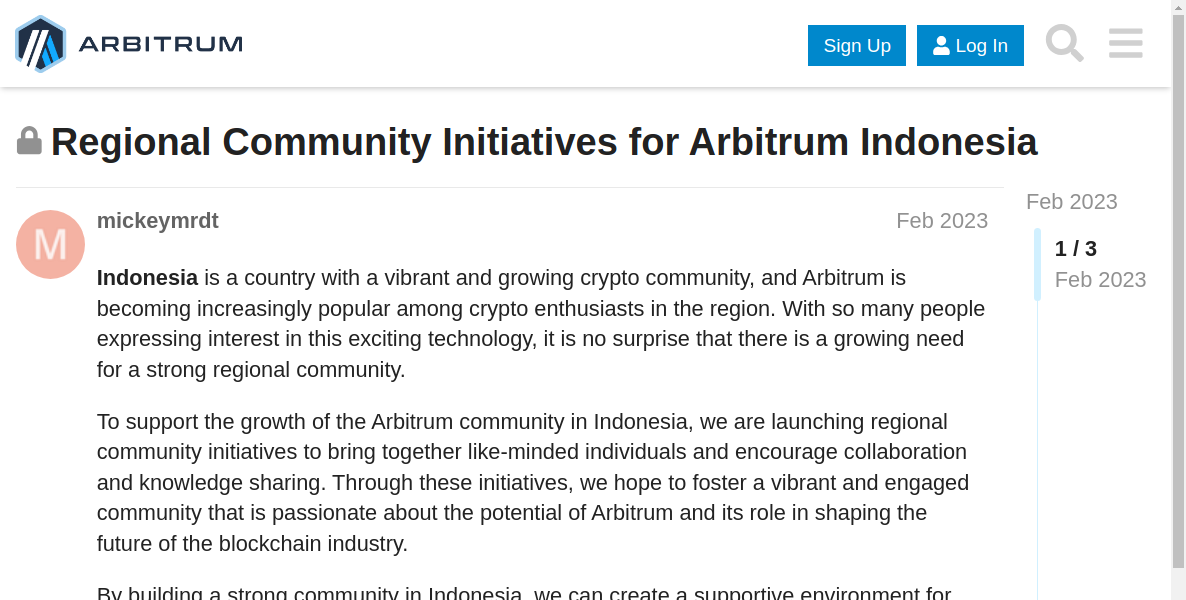 ARBITRUM
Sign Up
Log In
Regional Community Initiatives for Arbitrum Indonesia
M
mickeymrdt
Feb 2023
Indonesia is a country with a vibrant and growing crypto community, and Arbitrum is
becoming increasingly popular among crypto enthusiasts in the region. With so many people
expressing interest in this exciting technology, it is no surprise that there is a growing need
for a strong regional community.
To support the growth of the Arbitrum community in Indonesia, we are launching regional
community initiatives to bring together like-minded individuals and encourage collaboration
and knowledge sharing. Through these initiatives, we hope to foster a vibrant and engaged
community that is passionate about the potential of Arbitrum and its role in shaping the
future of the blockchain industry.
By building a strong community in Indonesia, we can create a supportive environment for
Feb 2023
1 / 3
Feb 2023